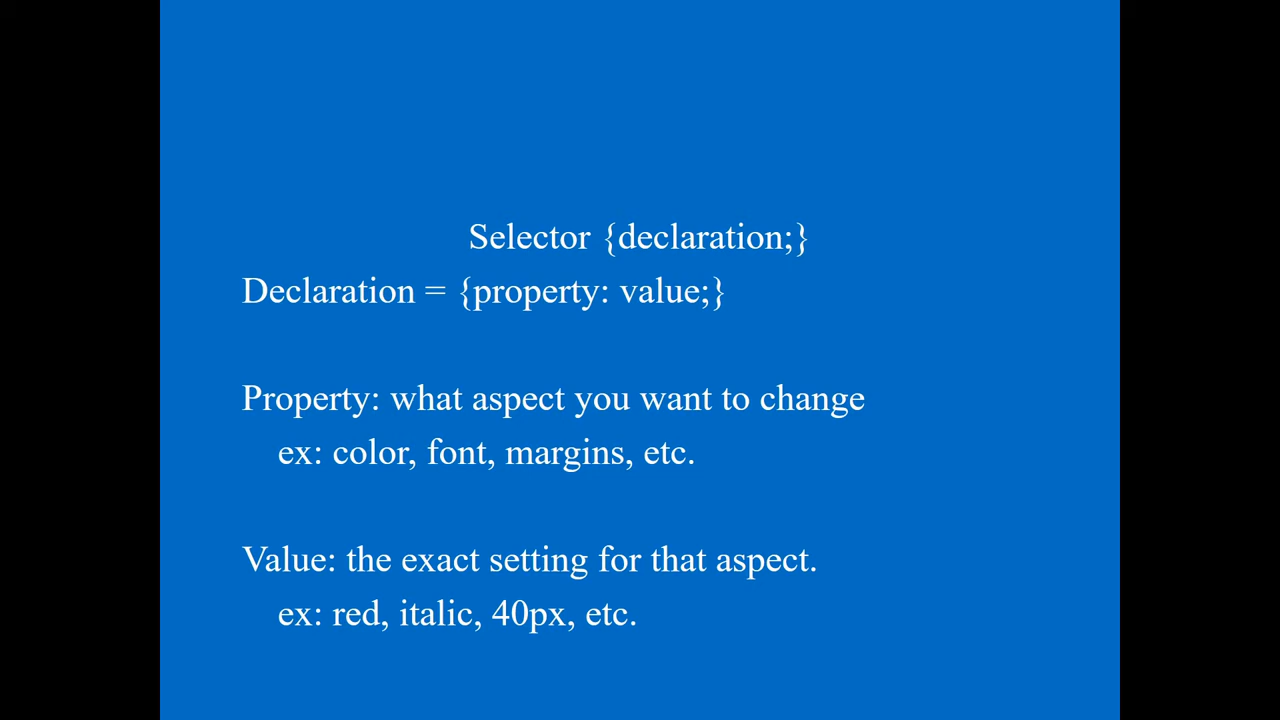 Selector {declaration;}
Declaration = {property: value;}
Property: what aspect you want to change
ex: color, font, margins, etc.
Value: the exact setting for that aspect.
ex: red, italic, 40px, etc.